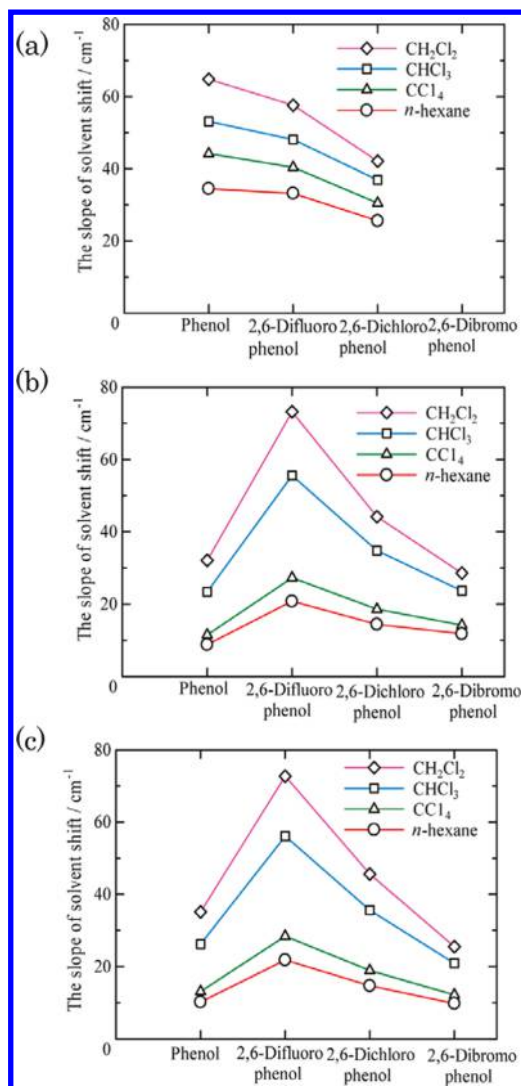 (a)
The slope of solvent shift / cm⁻¹
80
60
40
20
0
CH₂Cl₂
CHCl₃
CC1₄
n-hexane
Phenol
2,6-Difluoro
phenol
2,6-Dichloro
phenol
2,6-Dibromo
phenol
(b)
The slope of solvent shift / cm⁻¹
80
60
40
20
0
CH₂Cl₂
CHCl₃
CC1₄
n-hexane
Phenol
2,6-Difluoro
phenol
2,6-Dichloro
phenol
2,6-Dibromo
phenol
(c)
The slope of solvent shift / cm⁻¹
80
60
40
20
0
CH₂Cl₂
CHCl₃
CC1₄
n-hexane
Phenol
2,6-Difluoro
phenol
2,6-Dichloro
phenol
2,6-Dibromo
phenol